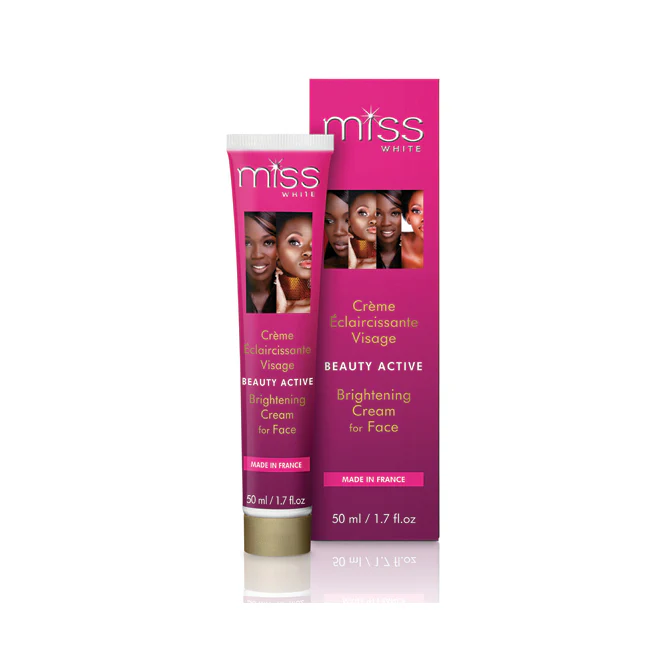 miss
WHITE
Crème
Éclaircissante
Visage
BEAUTY ACTIVE
Brightening
Cream
for Face
MADE IN FRANCE
50 ml / 1.7 fl.oz
miss
WHITE
Crème
Éclaircissante
Visage
BEAUTY ACTIVE
Brightening
Cream
for Face
MADE IN FRANCE
50 ml / 1.7 fl.oz